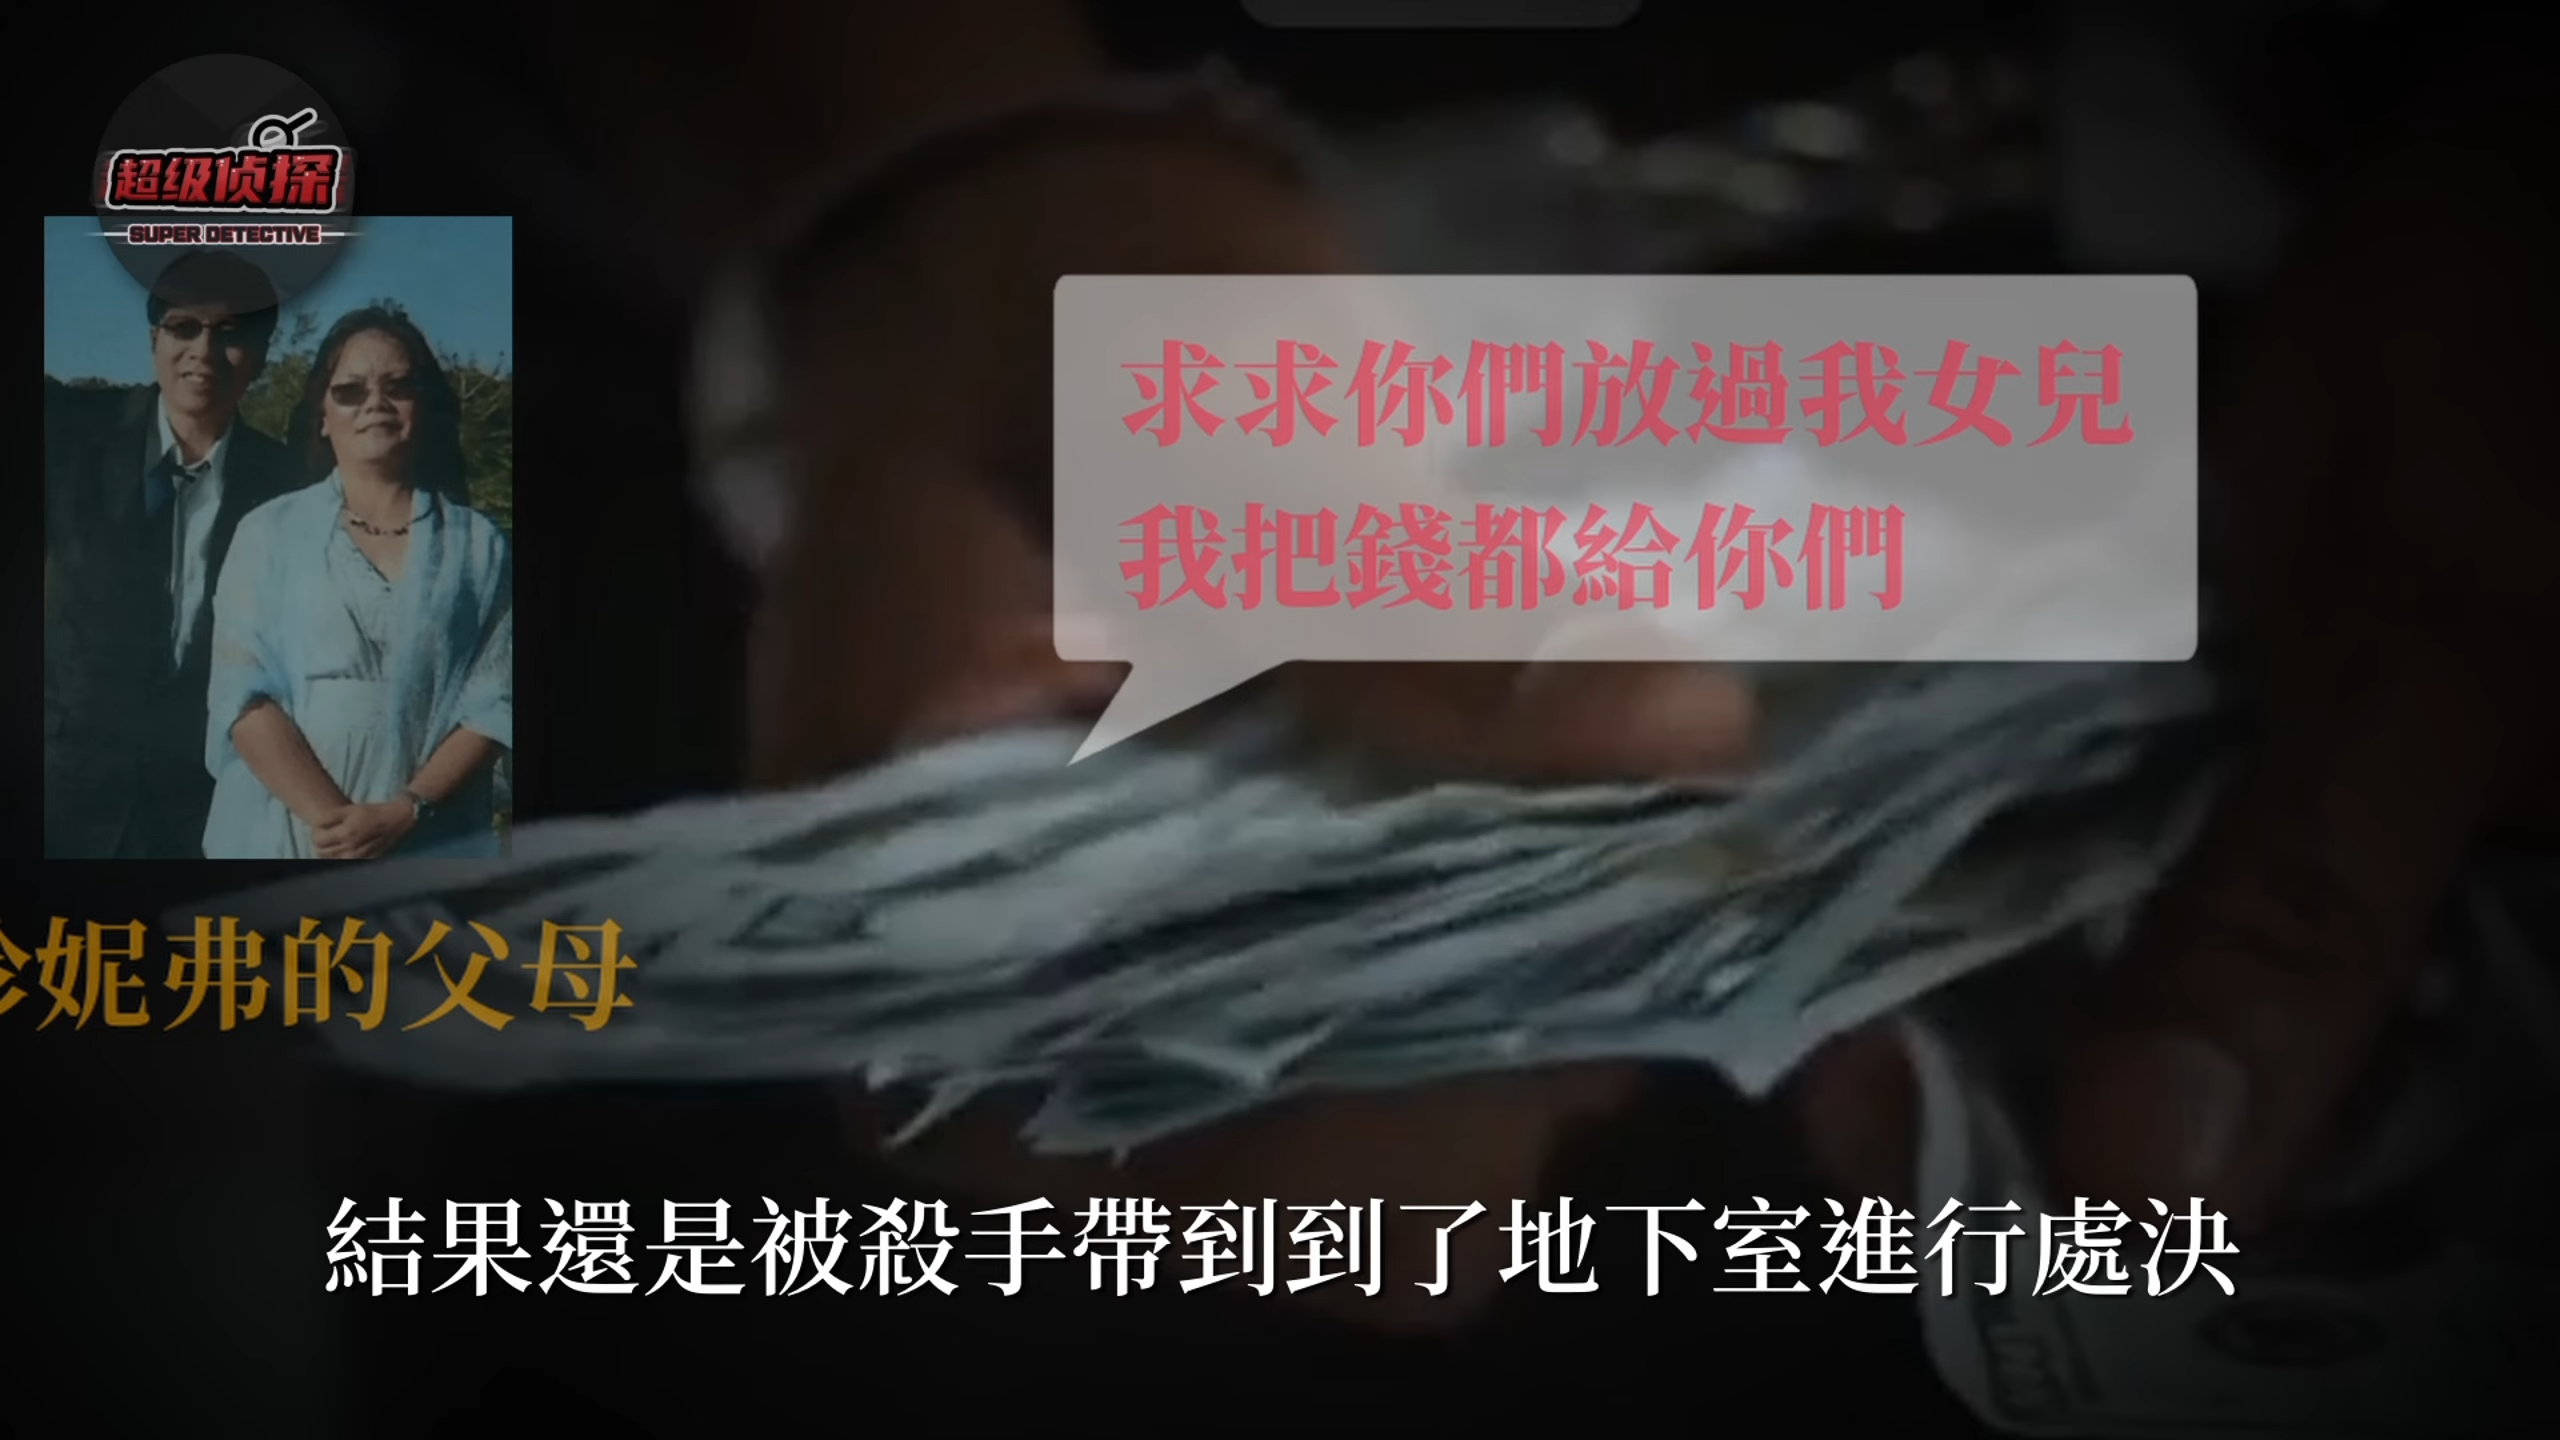 超级侦探
SUPER DETECTIVE
求求你們放過我女兒
我把錢都給你們
妮弗的父母
結果還是被殺手帶到到了地下室進行處決